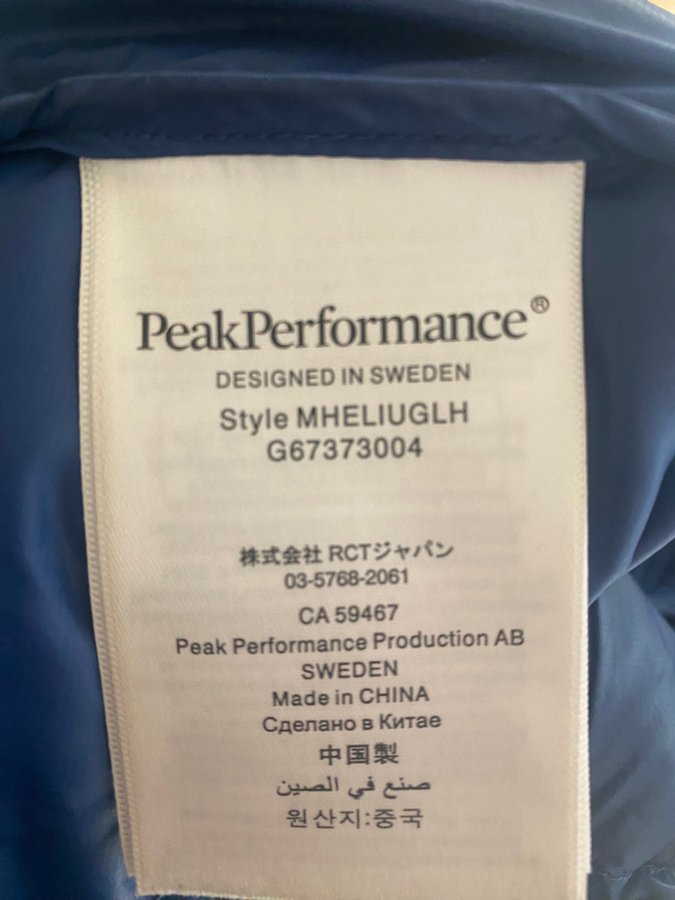 PeakPerformance®
DESIGNED IN SWEDEN
Style MHELIUGLH
G67373004
株式会社 RCTジャパン
03-5768-2061
CA 59467
Peak Performance Production AB
SWEDEN
Made in CHINA
Сделано в Китае
中国製
صنع في الصين
원산지:중국